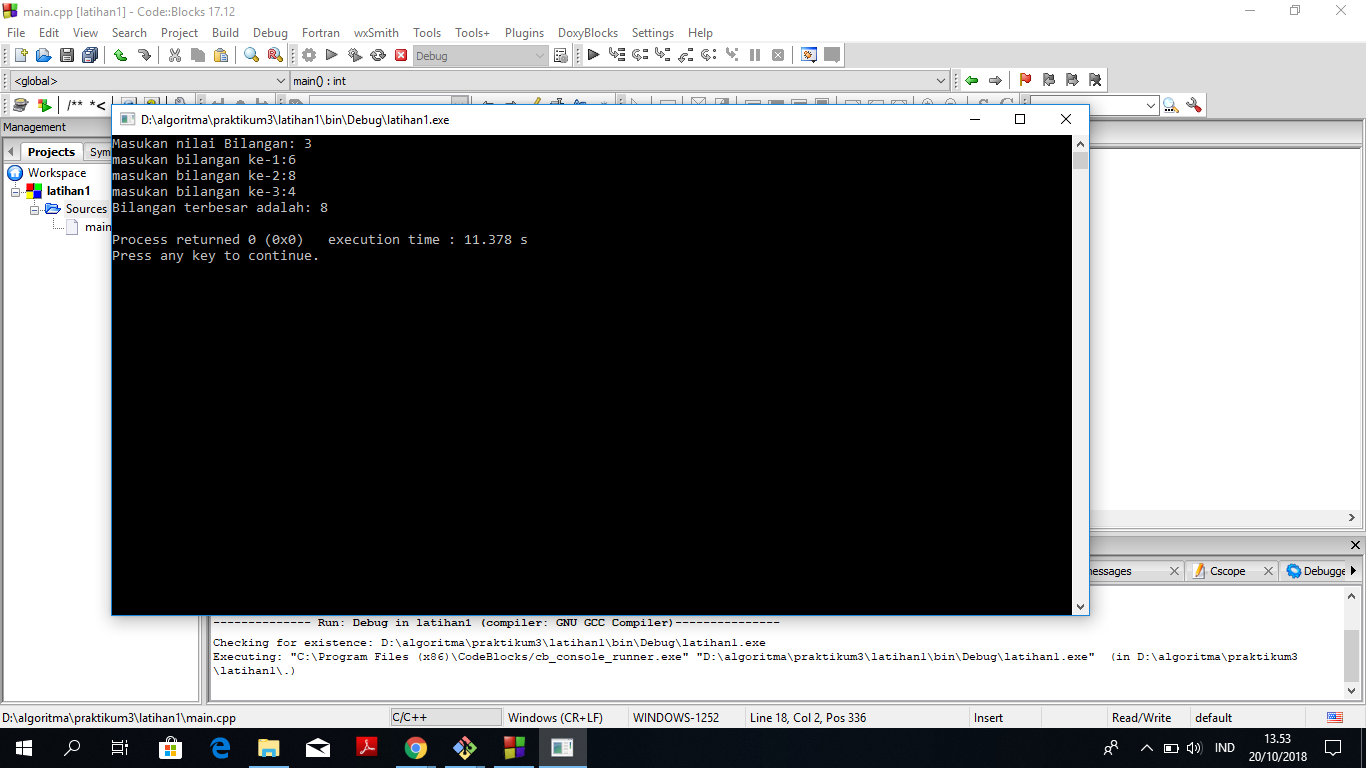 main.cpp [latihan1] - Code::Blocks 17.12
File Edit View Search Project Build Debug Fortran wxSmith Tools Tools+ Plugins DoxyBlocks Settings Help
Debug
<global> main() : int
/** *<
D:\algoritma\praktikum3\latihan1\bin\Debug\latihan1.exe
Management
Projects Sym
Workspace
latihan1
Sources
main
Masukan nilai Bilangan: 3
masukan bilangan ke-1:6
masukan bilangan ke-2:8
masukan bilangan ke-3:4
Bilangan terbesar adalah: 8
Process returned 0 (0x0)   execution time : 11.378 s
Press any key to continue.
essages Cscope Debugge
-------------- Run: Debug in latihan1 (compiler: GNU GCC Compiler)---------------
Checking for existence: D:\algoritma\praktikum3\latihan1\bin\Debug\latihan1.exe
Executing: "C:\Program Files (x86)\CodeBlocks/cb_console_runner.exe" "D:\algoritma\praktikum3\latihan1\bin\Debug\latihan1.exe"  (in D:\algoritma\praktikum3
\latihan1\.)
D:\algoritma\praktikum3\latihan1\main.cpp C/C++ Windows (CR+LF) WINDOWS-1252 Line 18, Col 2, Pos 336 Insert Read/Write default
IND
13.53
20/10/2018